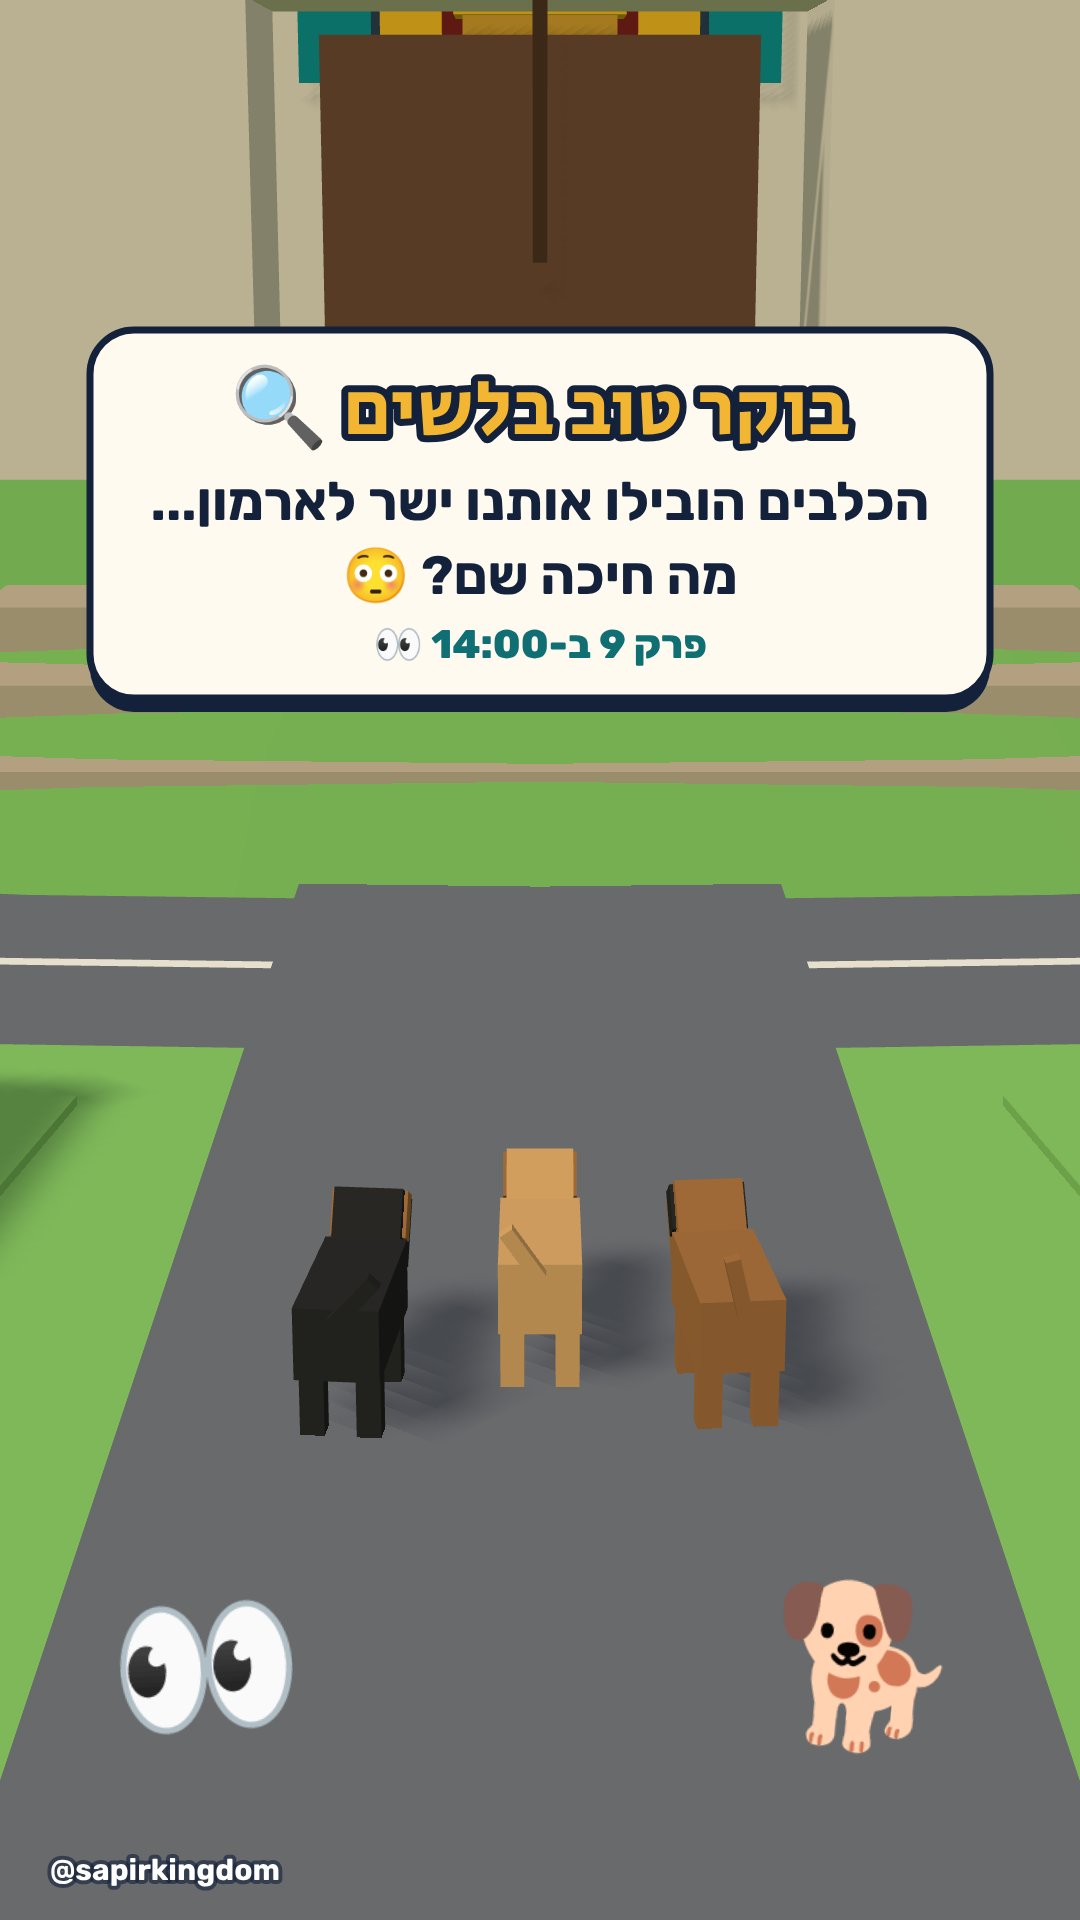 בוקר טוב בלשים 🔍
הכלבים הובילו אותנו ישר לארמון...
מה חיכה שם? 😳
פרק 9 ב-14:00 👀
@sapirkingdom